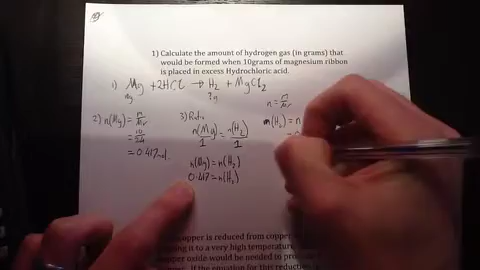 1) Calculate the amount of hydrogen gas (in grams) that
would be formed when 10grams of magnesium ribbon
is placed in excess Hydrochloric acid.
1) Mg + 2HCl → H₂ + MgCl₂
2) n(Mg) = m/Mr
= 10/24
= 0.417mol.
3) Ratio
n(Mg)/1 = n(H₂)/1
n(Mg) = n(H₂)
0.417 = n(H₂)
n = m/Mr
m(H₂) = n
copper is reduced from copper
it to a very high temperature.
copper oxide would be needed to
if the equation for this